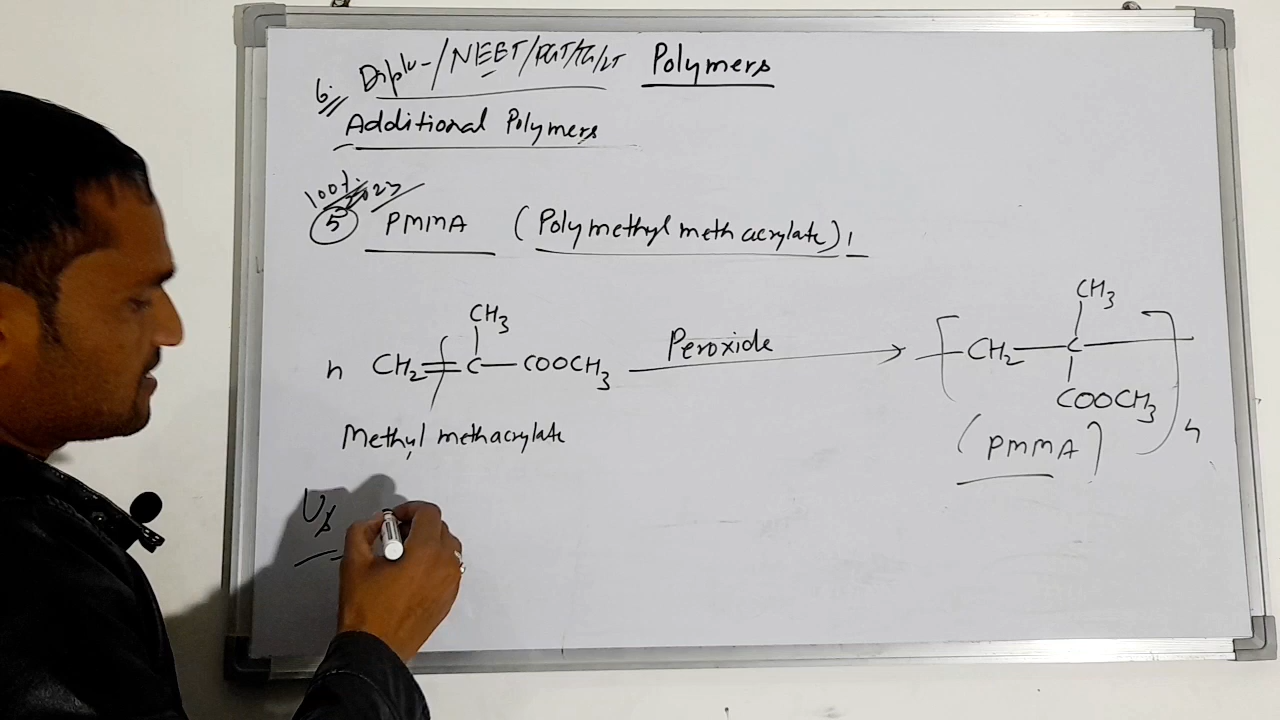 6. Diplo-/NEET/PGT/TGT/LT Polymers
Additional Polymers
100% 2023
5 PMMA (Polymethyl methacrylate)
CH3
n CH2=C—COOCH3
Methyl methacrylate
Peroxide
CH3
[CH2—C—]n
COOCH3
(PMMA)